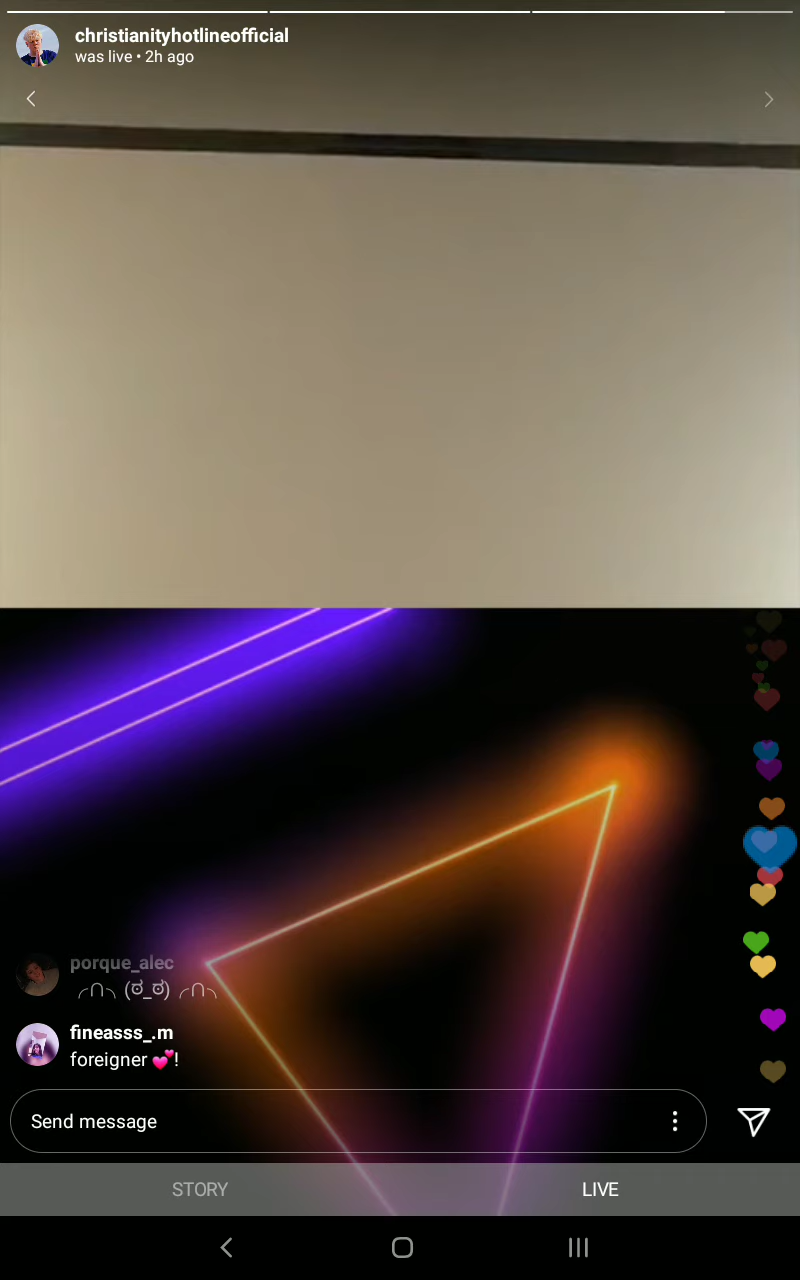 christianityhotlineofficial
was live • 2h ago
porque_alec
╭∩╮ (ಠ_ಠ) ╭∩╮
fineasss_.m
foreigner 💕!
Send message
STORY LIVE